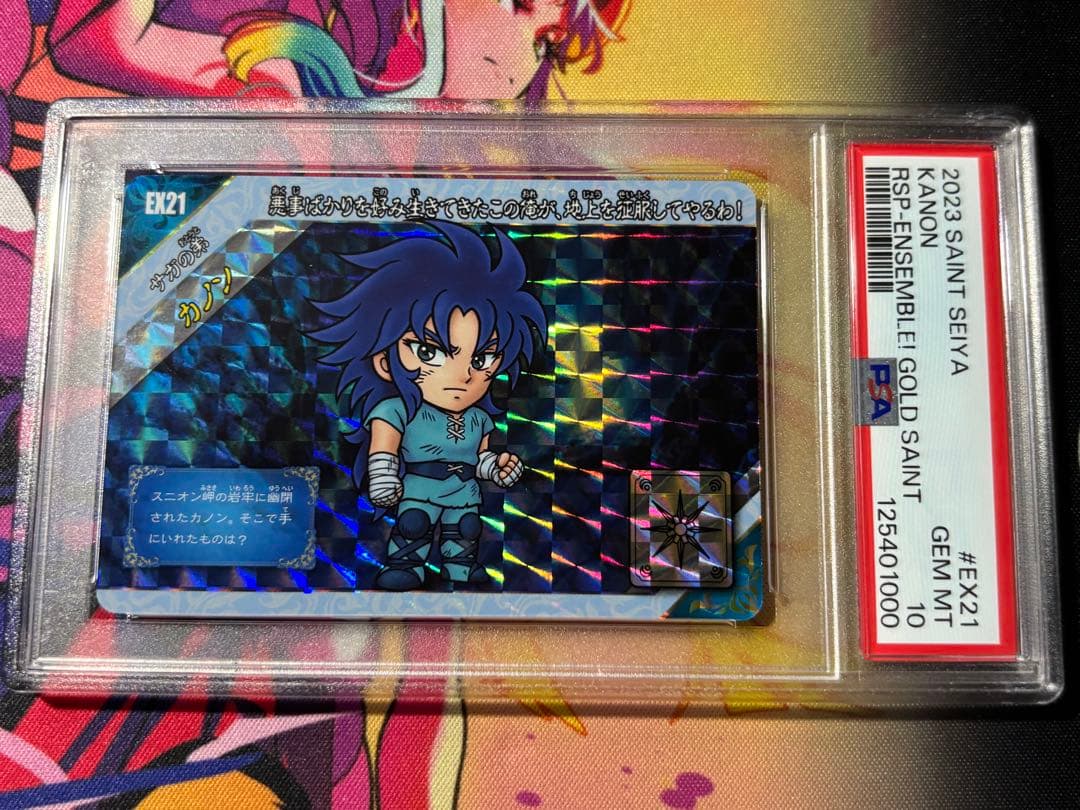 EX21
悪事ばかりを好み生きてきたこの俺が、地上を征服してやるわ!
サガの弟
カノン
スニオン岬の岩牢に幽閉
されたカノン。そこで手
にいれたものは?
2023 SAINT SEIYA #EX21
KANON GEM MT
RSP-ENSEMBLE! GOLD SAINT 10
125401000
PSA